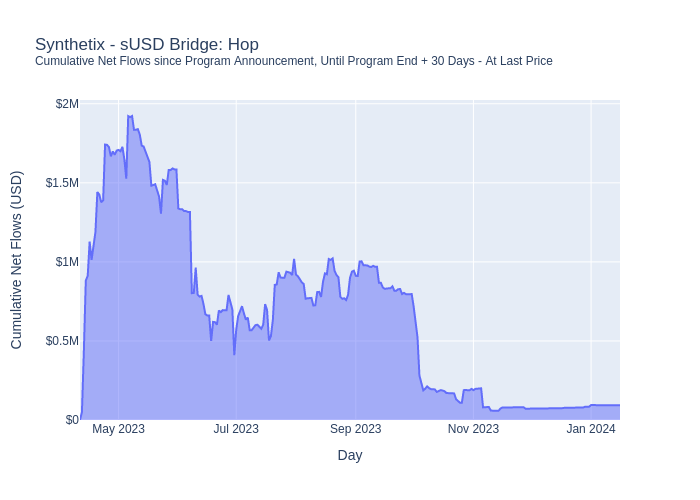 Synthetix - sUSD Bridge: Hop
Cumulative Net Flows since Program Announcement, Until Program End + 30 Days - At Last Price
Cumulative Net Flows (USD)
$2M
$1.5M
$1M
$0.5M
$0
May 2023
Jul 2023
Sep 2023
Nov 2023
Jan 2024
Day